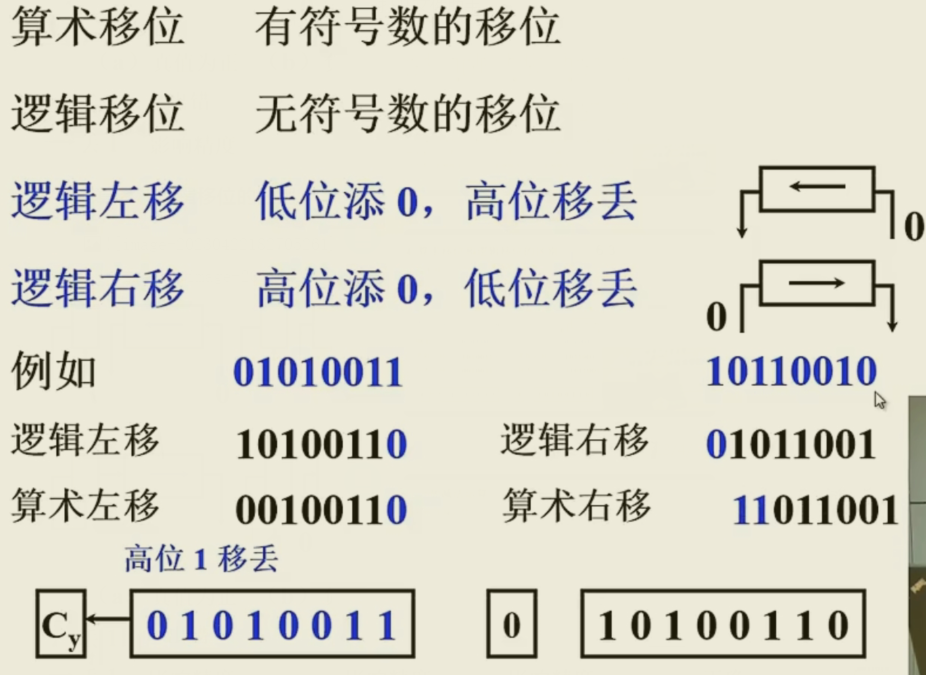 算术移位 有符号数的移位
逻辑移位 无符号数的移位
逻辑左移 低位添 0，高位移丢 0
逻辑右移 高位添 0，低位移丢 0
例如 01010011 10110010
逻辑左移 10100110 逻辑右移 01011001
算术左移 00100110 算术右移 11011001
高位 1 移丢
Cy 0 1 0 1 0 0 1 1 0 1 0 1 0 0 1 1 0